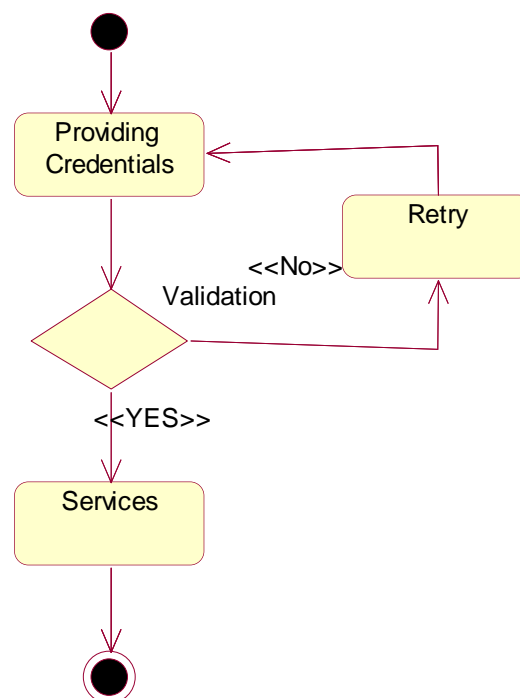 Providing
Credentials
Retry
<<No>>
Validation
<<YES>>
Services